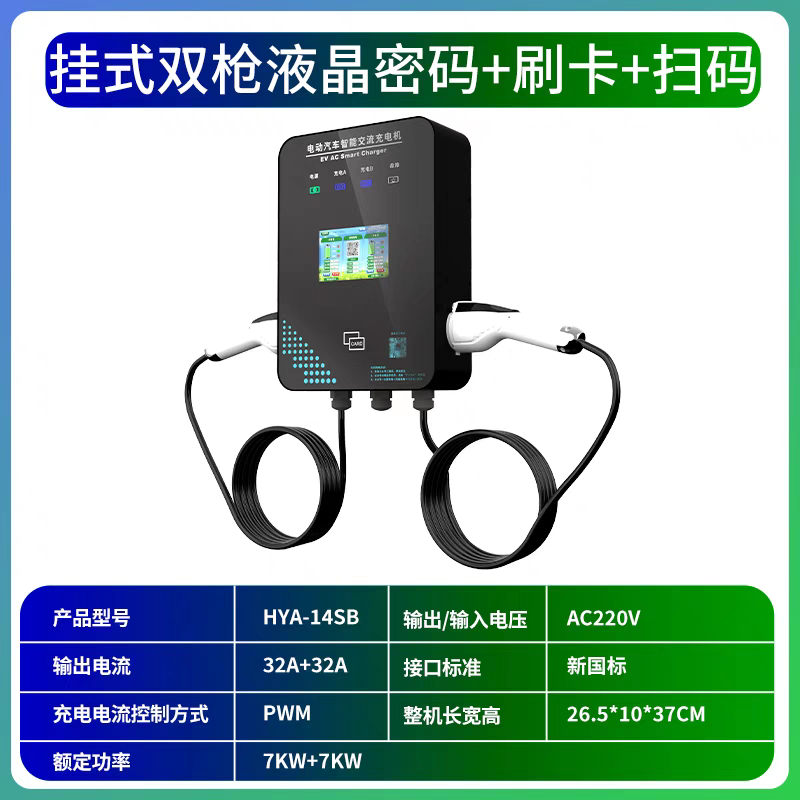 挂式双枪液晶密码+刷卡+扫码
电动汽车智能交流充电机
EV AC Smart Charger
电源 充电A 充电B 故障
CARD
产品型号 HYA-14SB 输出/输入电压 AC220V
输出电流 32A+32A 接口标准 新国标
充电电流控制方式 PWM 整机长宽高 26.5*10*37CM
额定功率 7KW+7KW